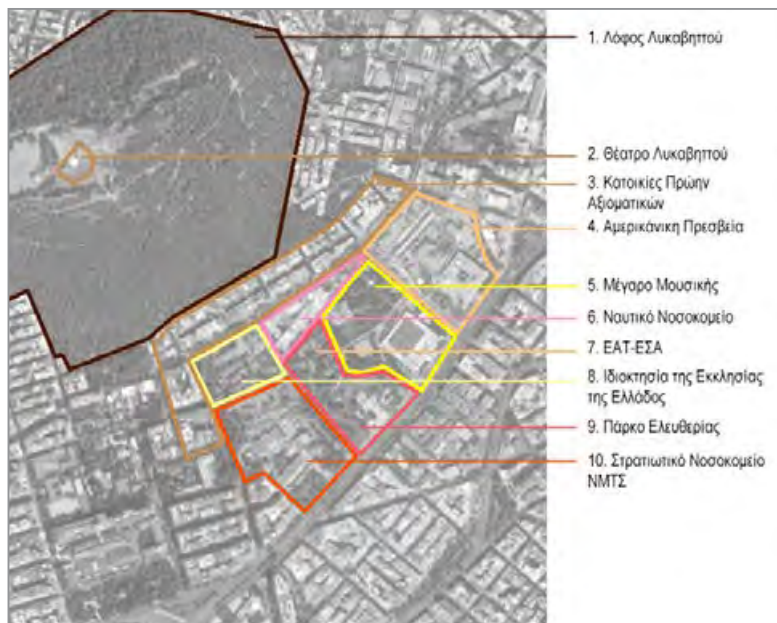 1. Λόφος Λυκαβηττού
2. Θέατρο Λυκαβηττού
3. Κατοικίες Πρώην
Αξιοματικών
4. Αμερικάνικη Πρεσβεία
5. Μέγαρο Μουσικής
6. Ναυτικό Νοσοκομείο
7. ΕΑΤ-ΕΣΑ
8. Ιδιοκτησία της Εκκλησίας
της Ελλάδος
9. Πάρκο Ελευθερίας
10. Στρατιωτικό Νοσοκομείο
ΝΜΤΣ